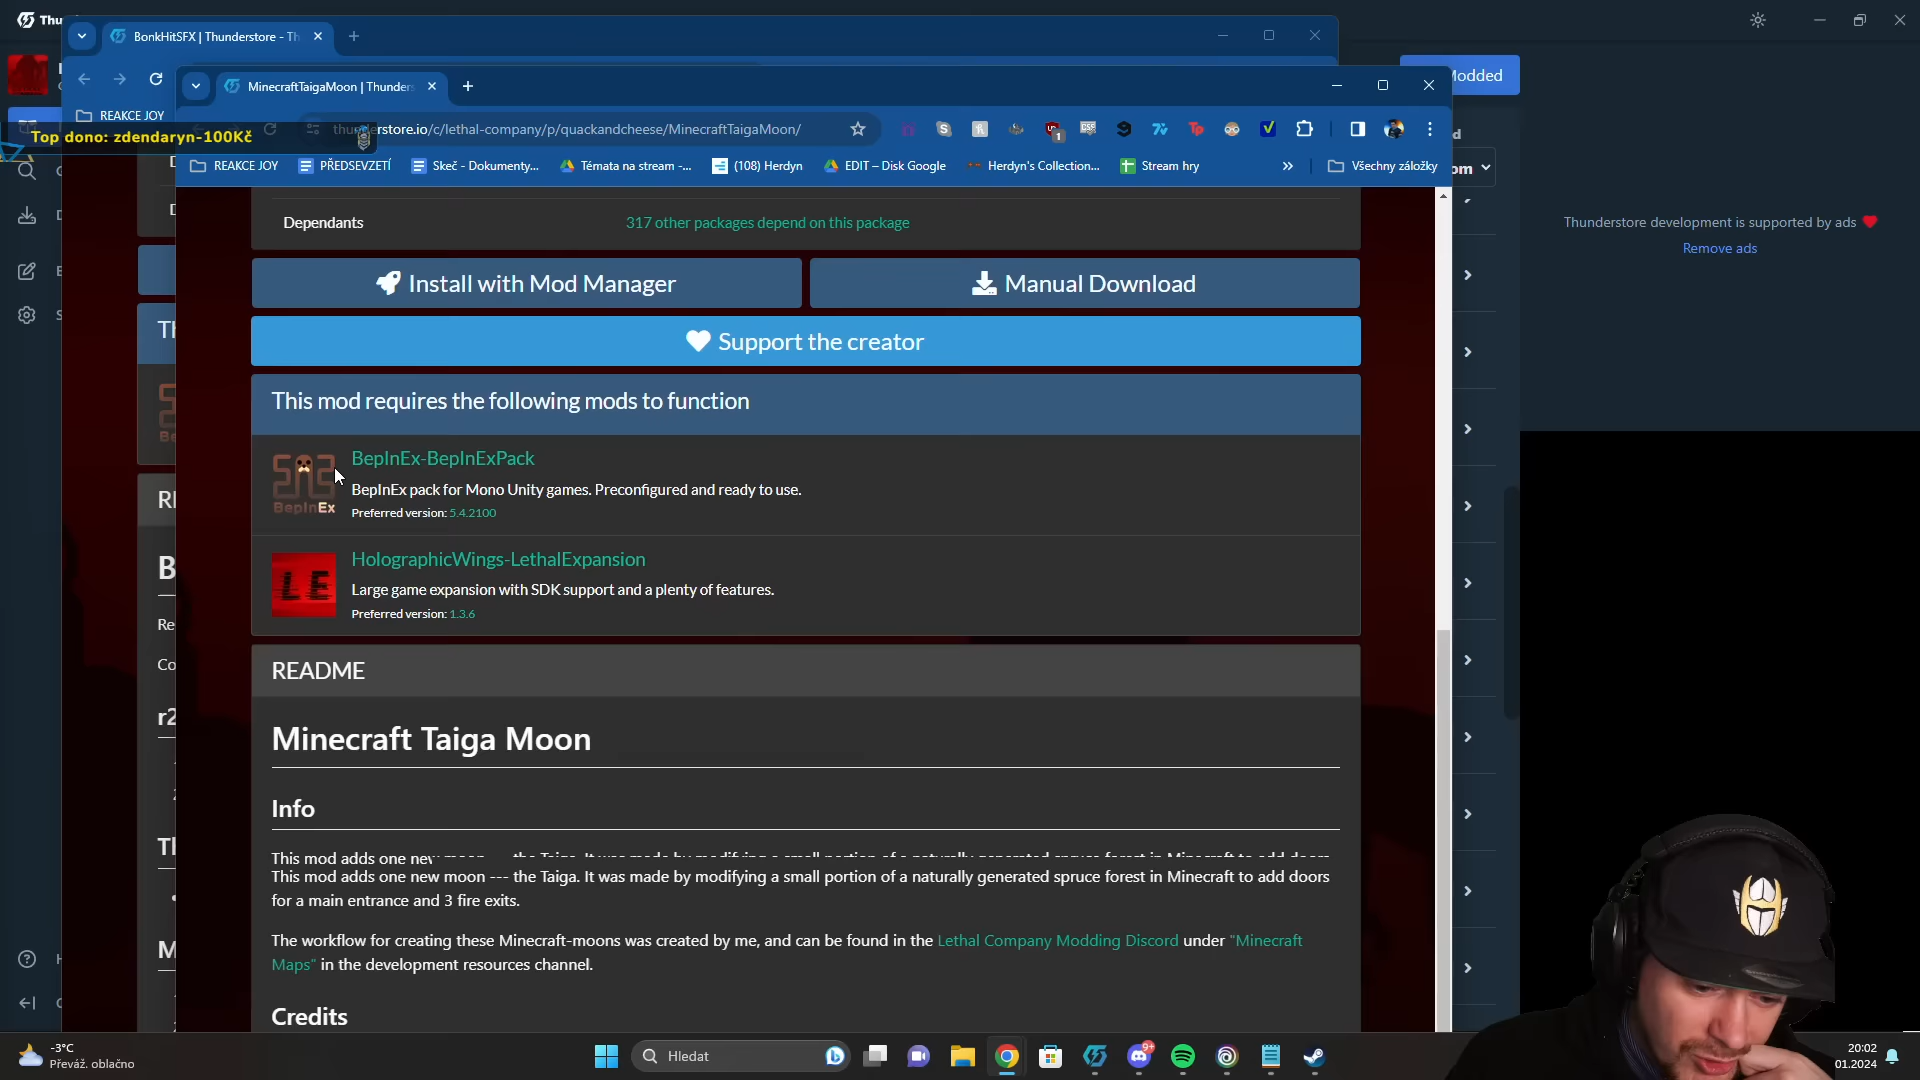 BonkHitSFX | Thunderstore - Th
REAKCE JOY
Modded
Top dono: zdendaryn-100Kč
MinecraftTaigaMoon | Thunders
thunderstore.io/c/lethal-company/p/quackandcheese/MinecraftTaigaMoon/
REAKCE JOY
PŘEDSEVZETÍ
Skeč - Dokumenty...
Témata na stream -...
(108) Herdyn
EDIT – Disk Google
Herdyn's Collection...
Stream hry
»
Všechny záložky
Thunderstore development is supported by ads
Remove ads
Dependants
317 other packages depend on this package
Install with Mod Manager
Manual Download
Support the creator
This mod requires the following mods to function
BepInEx-BepInExPack
BepInEx pack for Mono Unity games. Preconfigured and ready to use.
Preferred version: 5.4.2100
BepInEx
HolographicWings-LethalExpansion
Large game expansion with SDK support and a plenty of features.
Preferred version: 1.3.6
LE
README
Minecraft Taiga Moon
Info
This mod adds one new moon --- the Taiga. It was made by modifying a small portion of a naturally generated spruce forest in Minecraft to add doors
for a main entrance and 3 fire exits.
The workflow for creating these Minecraft-moons was created by me, and can be found in the Lethal Company Modding Discord under "Minecraft
Maps" in the development resources channel.
Credits
-3°C
Převáž. oblačno
Hledat
9+
20:02
01.2024